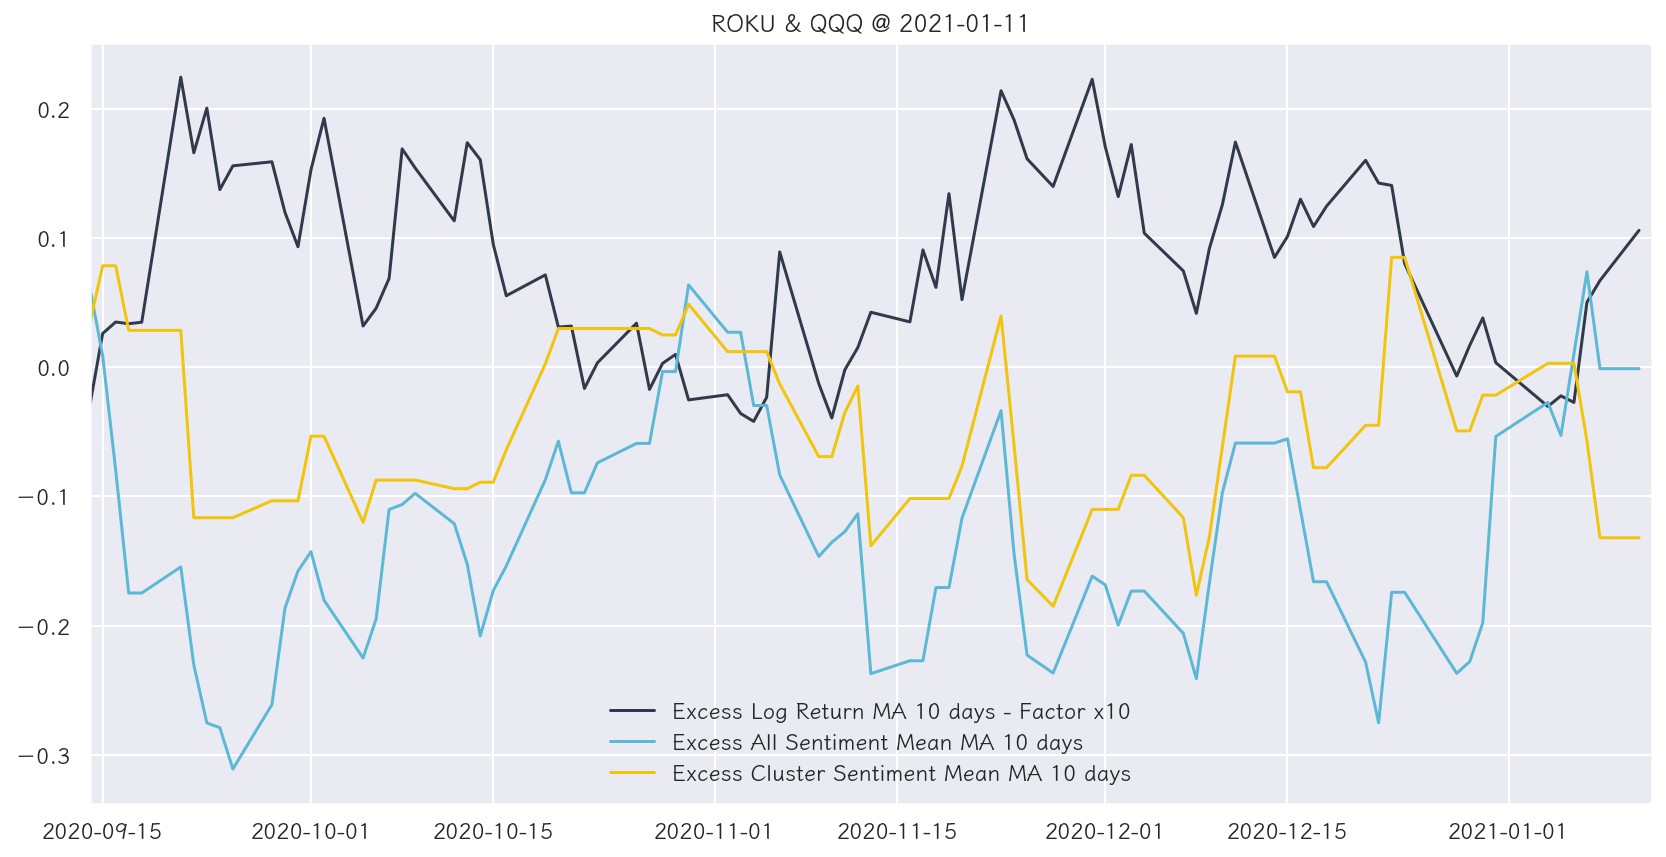 ROKU & QQQ @ 2021-01-11
0.2
0.1
0.0
−0.1
−0.2
−0.3
Excess Log Return MA 10 days - Factor x10
Excess All Sentiment Mean MA 10 days
Excess Cluster Sentiment Mean MA 10 days
2020-09-15 2020-10-01 2020-10-15 2020-11-01 2020-11-15 2020-12-01 2020-12-15 2021-01-01